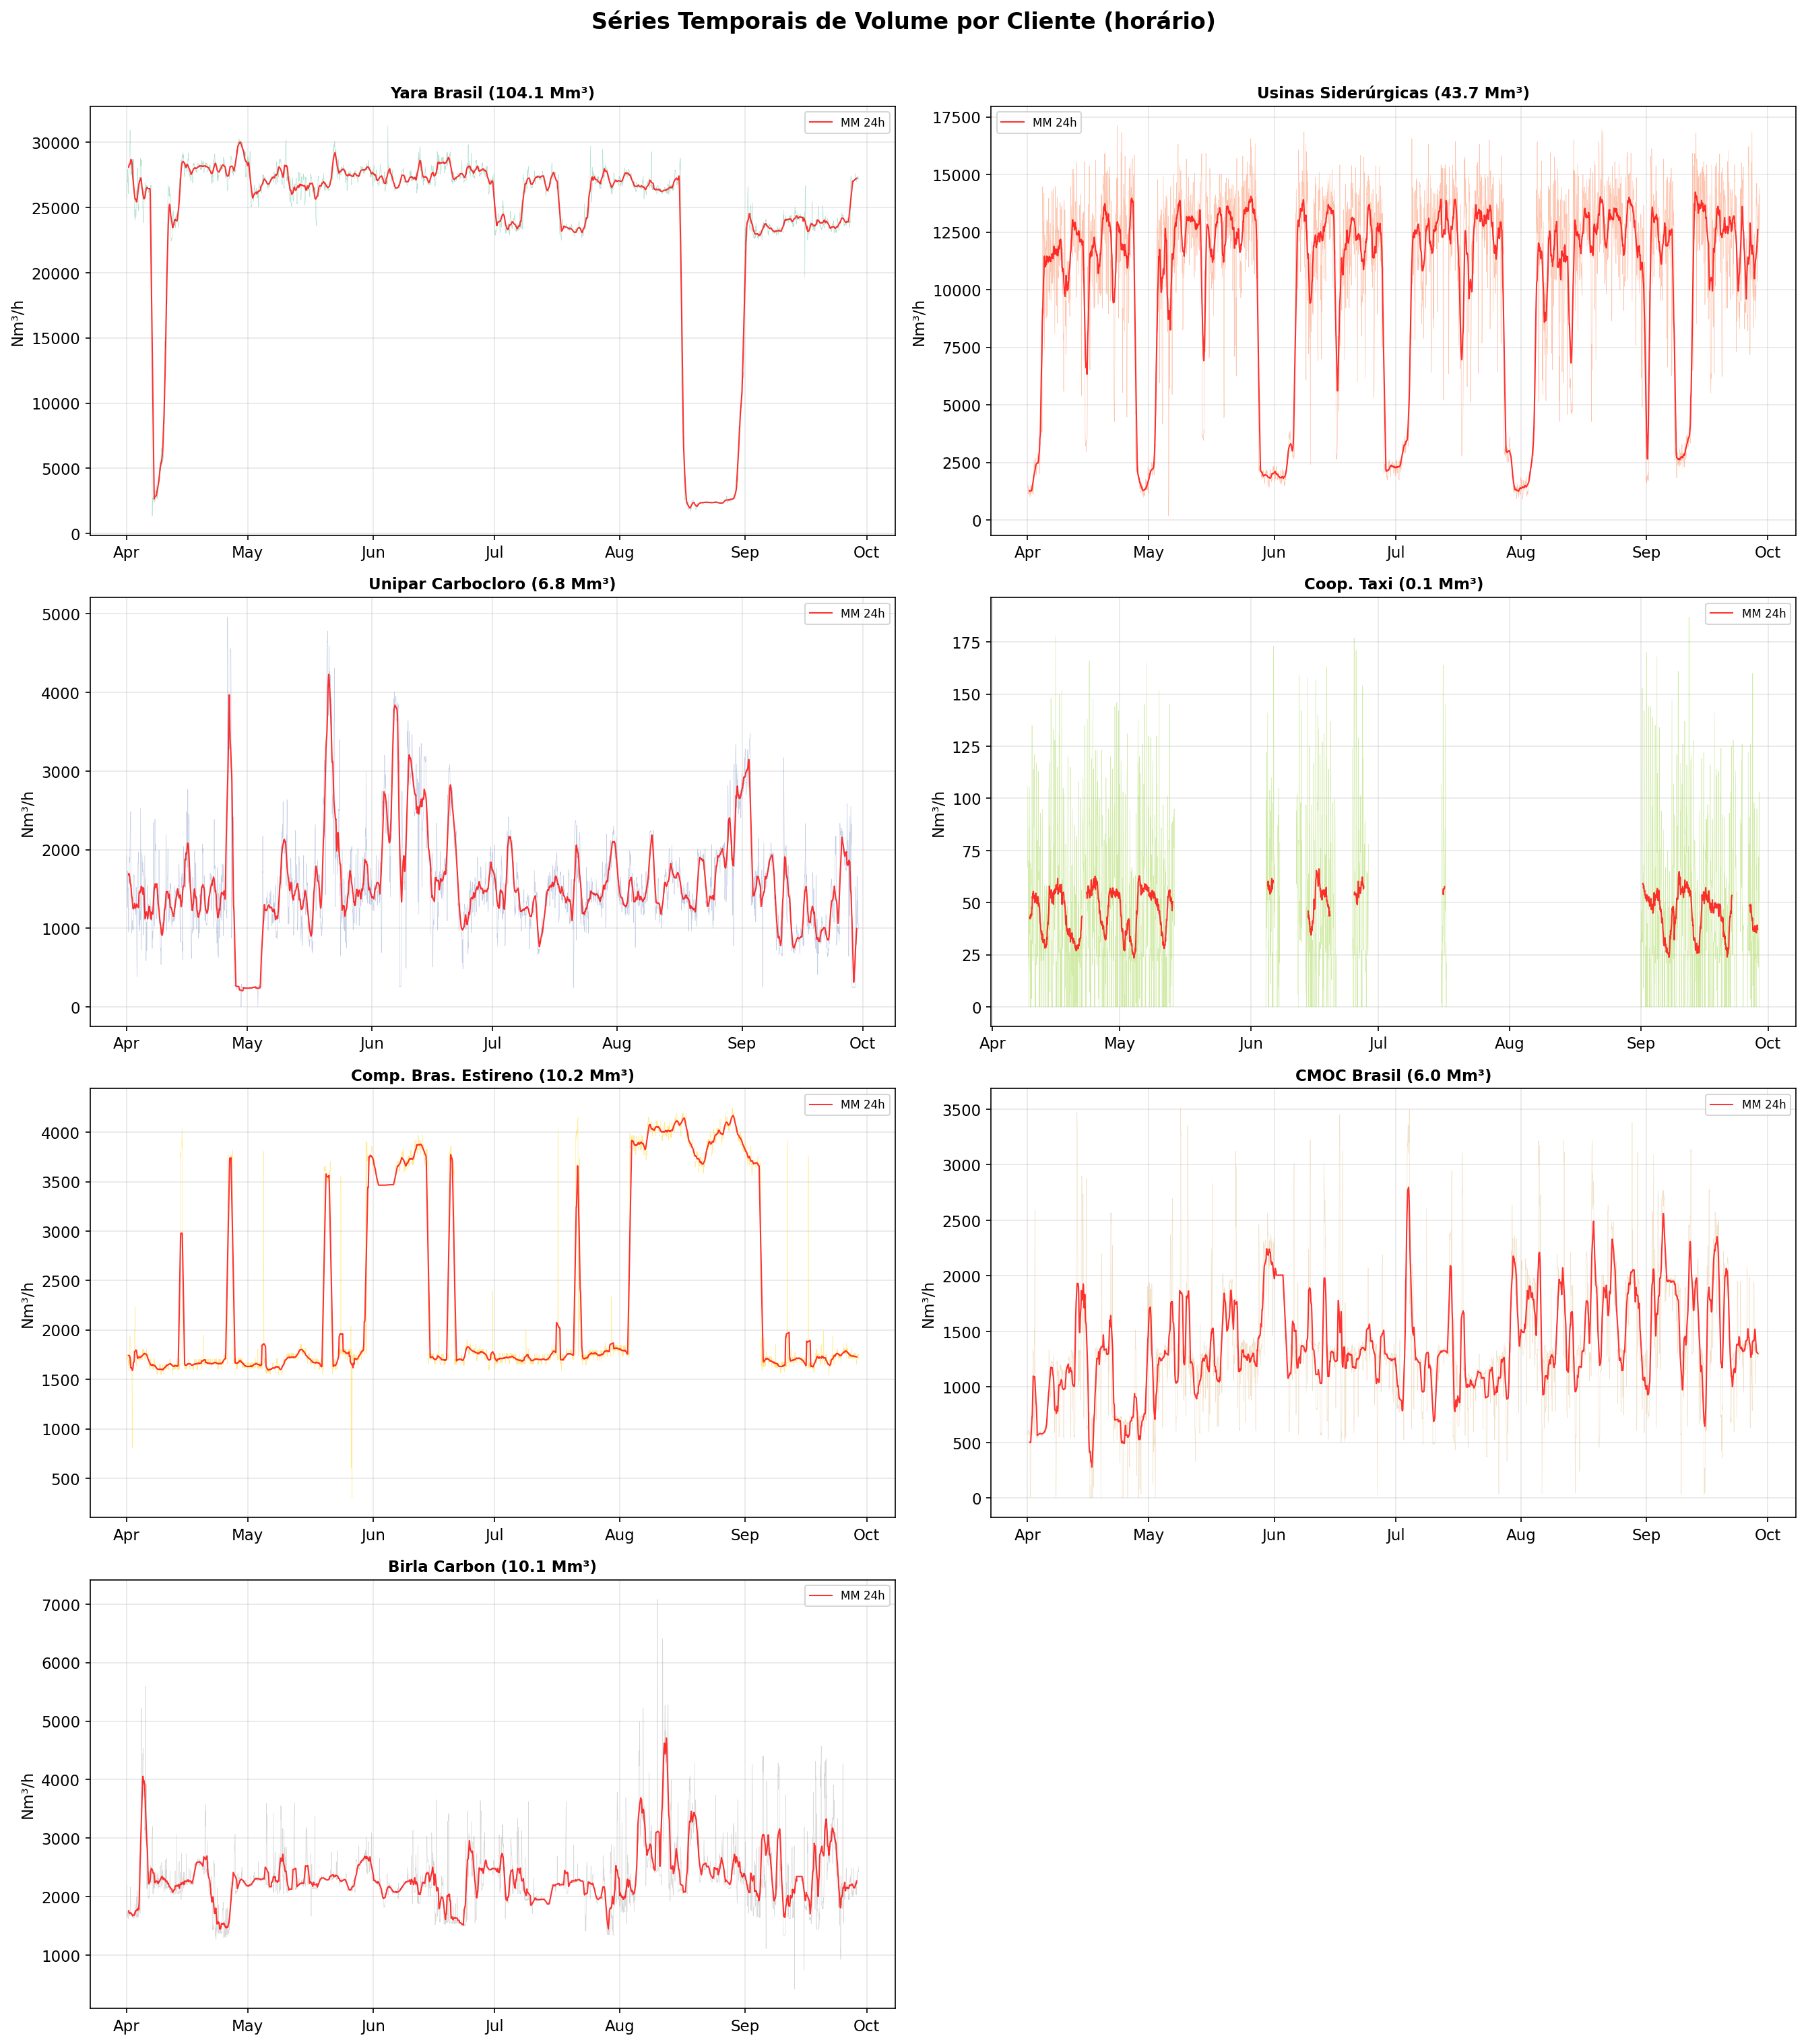 Séries Temporais de Volume por Cliente (horário)
Yara Brasil (104.1 Mm³)
MM 24h
Nm³/h
30000
25000
20000
15000
10000
5000
0
Apr May Jun Jul Aug Sep Oct
Usinas Siderúrgicas (43.7 Mm³)
MM 24h
Nm³/h
17500
15000
12500
10000
7500
5000
2500
0
Apr May Jun Jul Aug Sep Oct
Unipar Carbocloro (6.8 Mm³)
MM 24h
Nm³/h
5000
4000
3000
2000
1000
0
Apr May Jun Jul Aug Sep Oct
Coop. Taxi (0.1 Mm³)
MM 24h
Nm³/h
175
150
125
100
75
50
25
0
Apr May Jun Jul Aug Sep Oct
Comp. Bras. Estireno (10.2 Mm³)
MM 24h
Nm³/h
4000
3500
3000
2500
2000
1500
1000
500
Apr May Jun Jul Aug Sep Oct
CMOC Brasil (6.0 Mm³)
MM 24h
Nm³/h
3500
3000
2500
2000
1500
1000
500
0
Apr May Jun Jul Aug Sep Oct
Birla Carbon (10.1 Mm³)
MM 24h
Nm³/h
7000
6000
5000
4000
3000
2000
1000
Apr May Jun Jul Aug Sep Oct